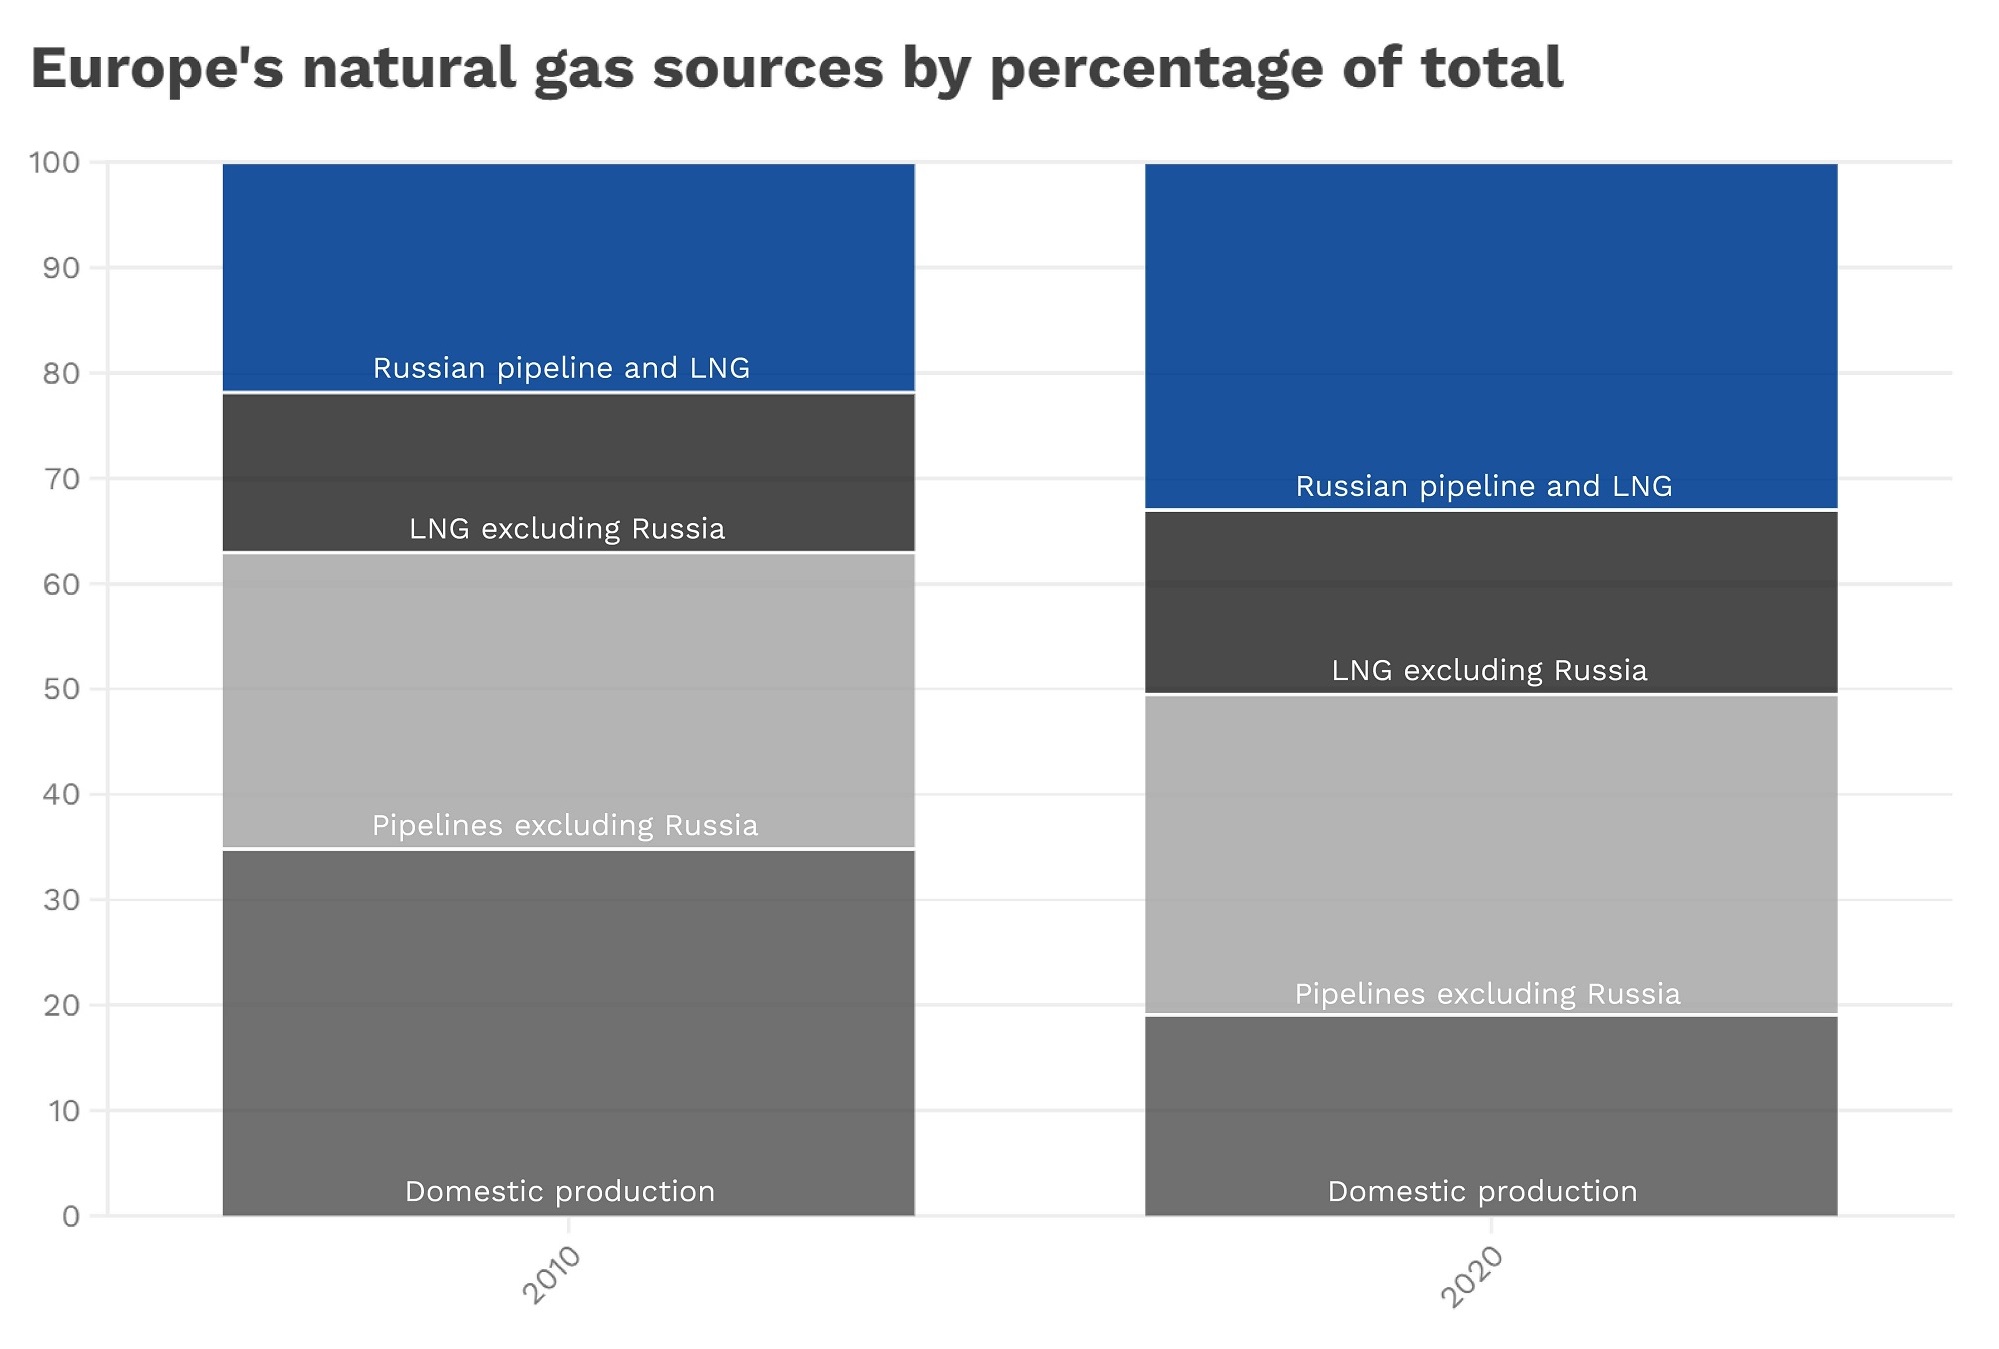 Europe's natural gas sources by percentage of total
100
90
80
70
60
50
40
30
20
10
0
Russian pipeline and LNG
LNG excluding Russia
Pipelines excluding Russia
Domestic production
Russian pipeline and LNG
LNG excluding Russia
Pipelines excluding Russia
Domestic production
2010
2020